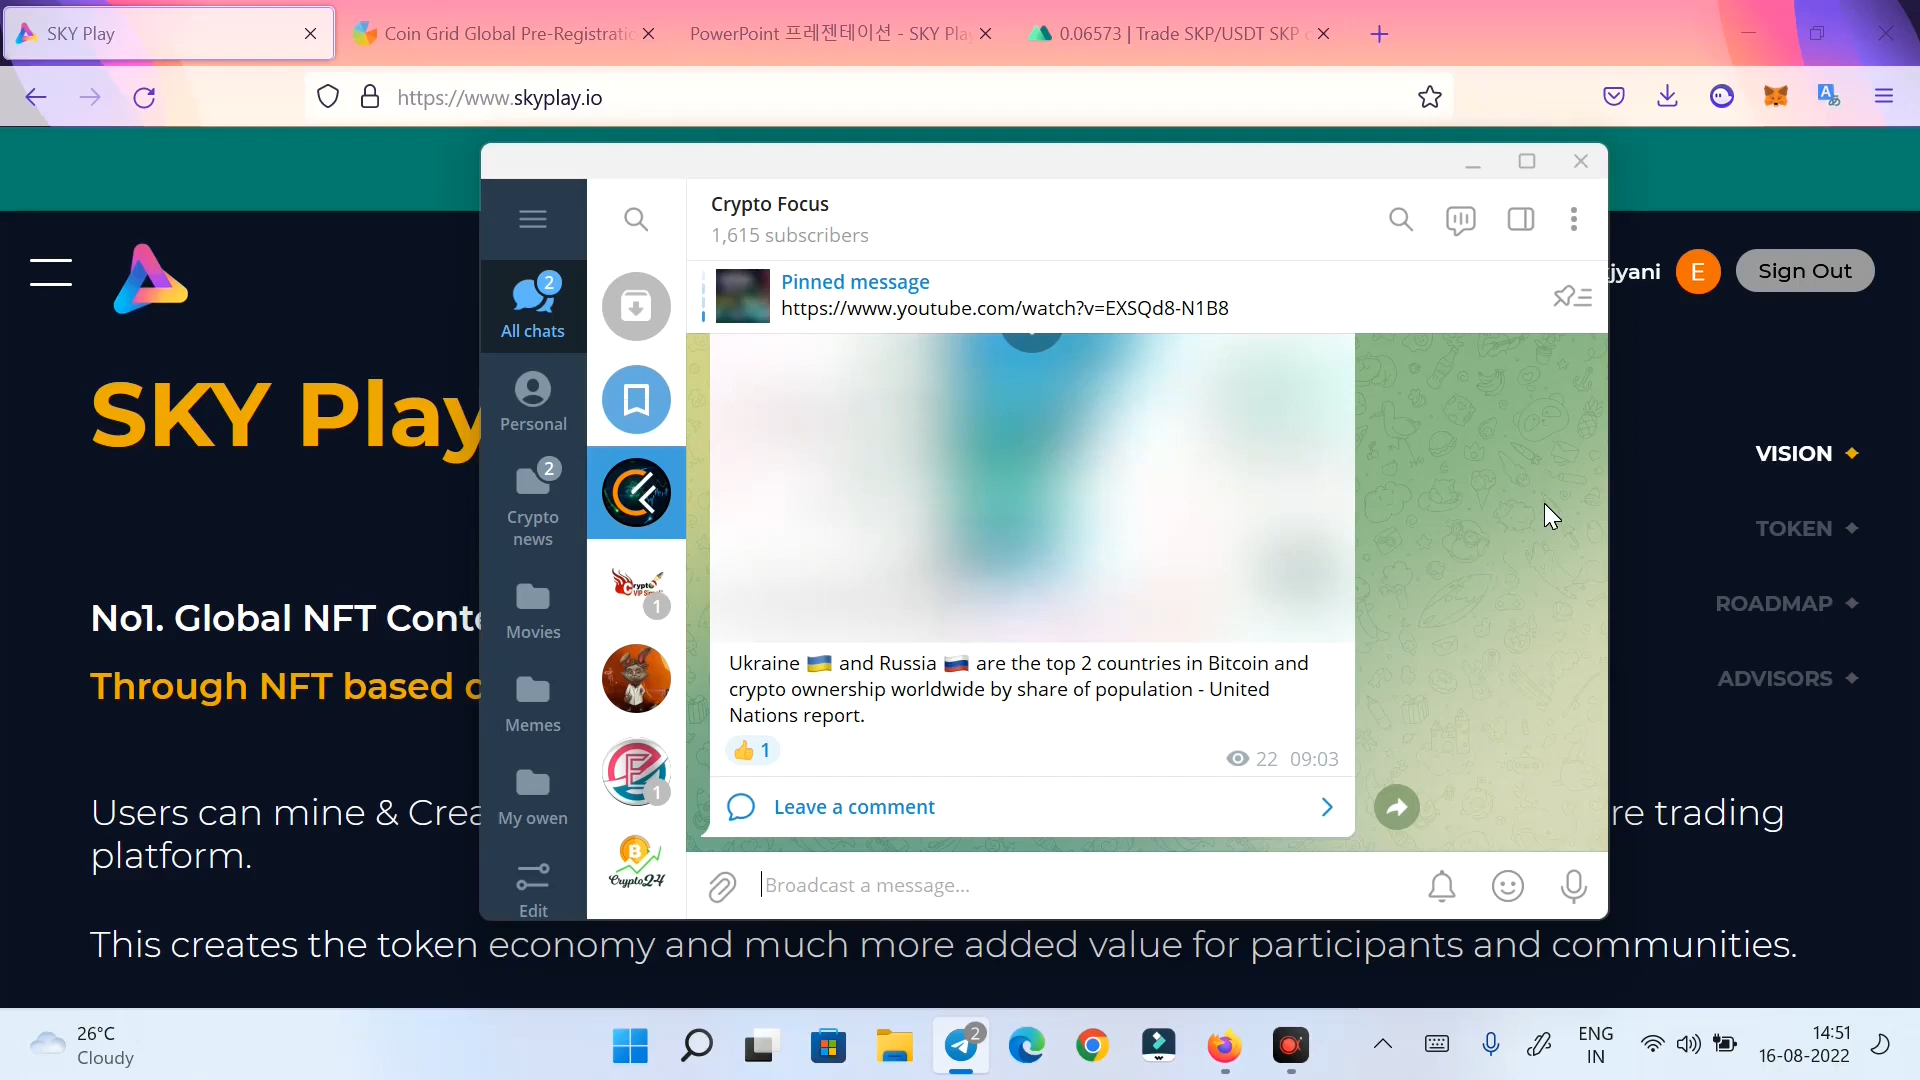 SKY Play
Coin Grid Global Pre-Registratio
PowerPoint 프레젠테이션 - SKY Play
0.06573 | Trade SKP/USDT SKP
https://www.skyplay.io
Crypto Focus
1,615 subscribers
Pinned message
https://www.youtube.com/watch?v=EXSQd8-N1B8
2
All chats
Personal
2
Crypto
news
Movies
Memes
My owen
Edit
Crypto
VIP
1
1
Crypto24
Ukraine 🇺🇦 and Russia 🇷🇺 are the top 2 countries in Bitcoin and
crypto ownership worldwide by share of population - United
Nations report.
👍 1
22 09:03
Leave a comment
Broadcast a message...
jyani
E
Sign Out
SKY Play
No1. Global NFT Conte
Through NFT based
VISION
TOKEN
ROADMAP
ADVISORS
Users can mine & Crea
re trading
platform.
This creates the token economy and much more added value for participants and communities.
26°C
Cloudy
2
ENG
IN
14:51
16-08-2022